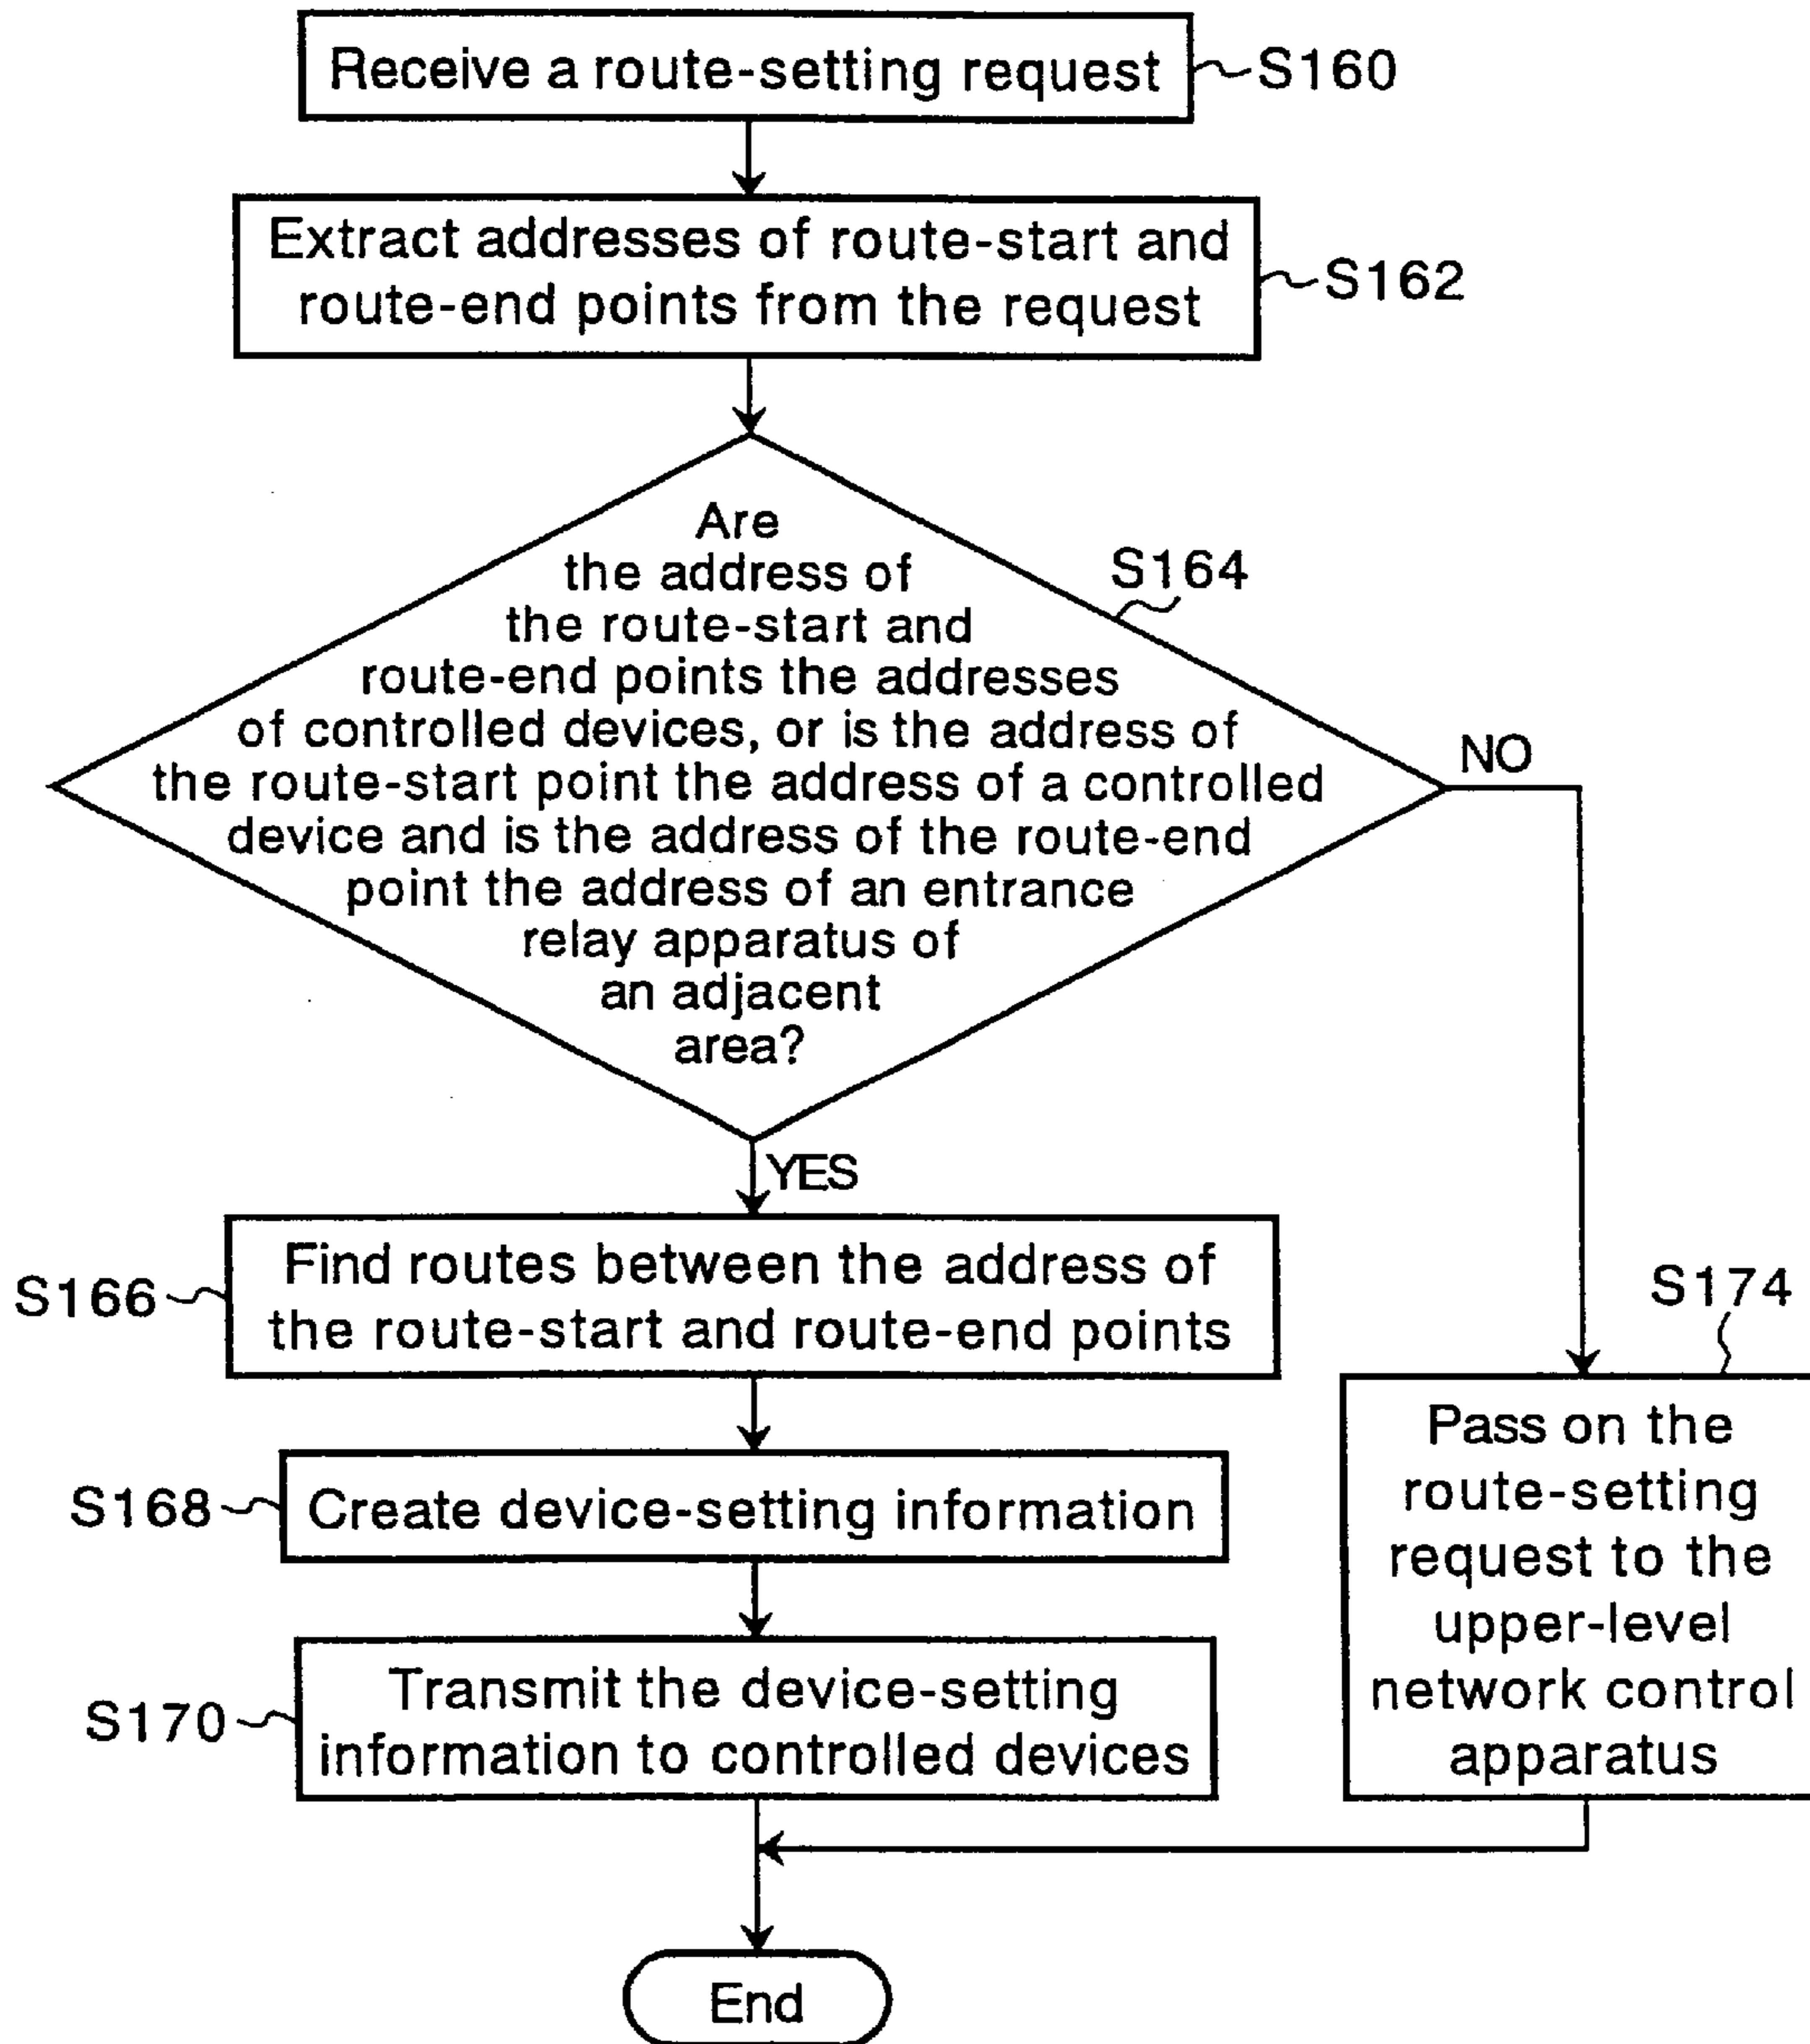 Receive a route-setting request
S160
Extract addresses of route-start and
route-end points from the request
S162
Are
the address of
the route-start and
route-end points the addresses
of controlled devices, or is the address of
the route-start point the address of a controlled
device and is the address of the route-end
point the address of an entrance
relay apparatus of
an adjacent
area?
S164
NO
YES
Find routes between the address of
the route-start and route-end points
S166
S174
Pass on the
route-setting
request to the
upper-level
network control
apparatus
Create device-setting information
S168
Transmit the device-setting
information to controlled devices
S170
End